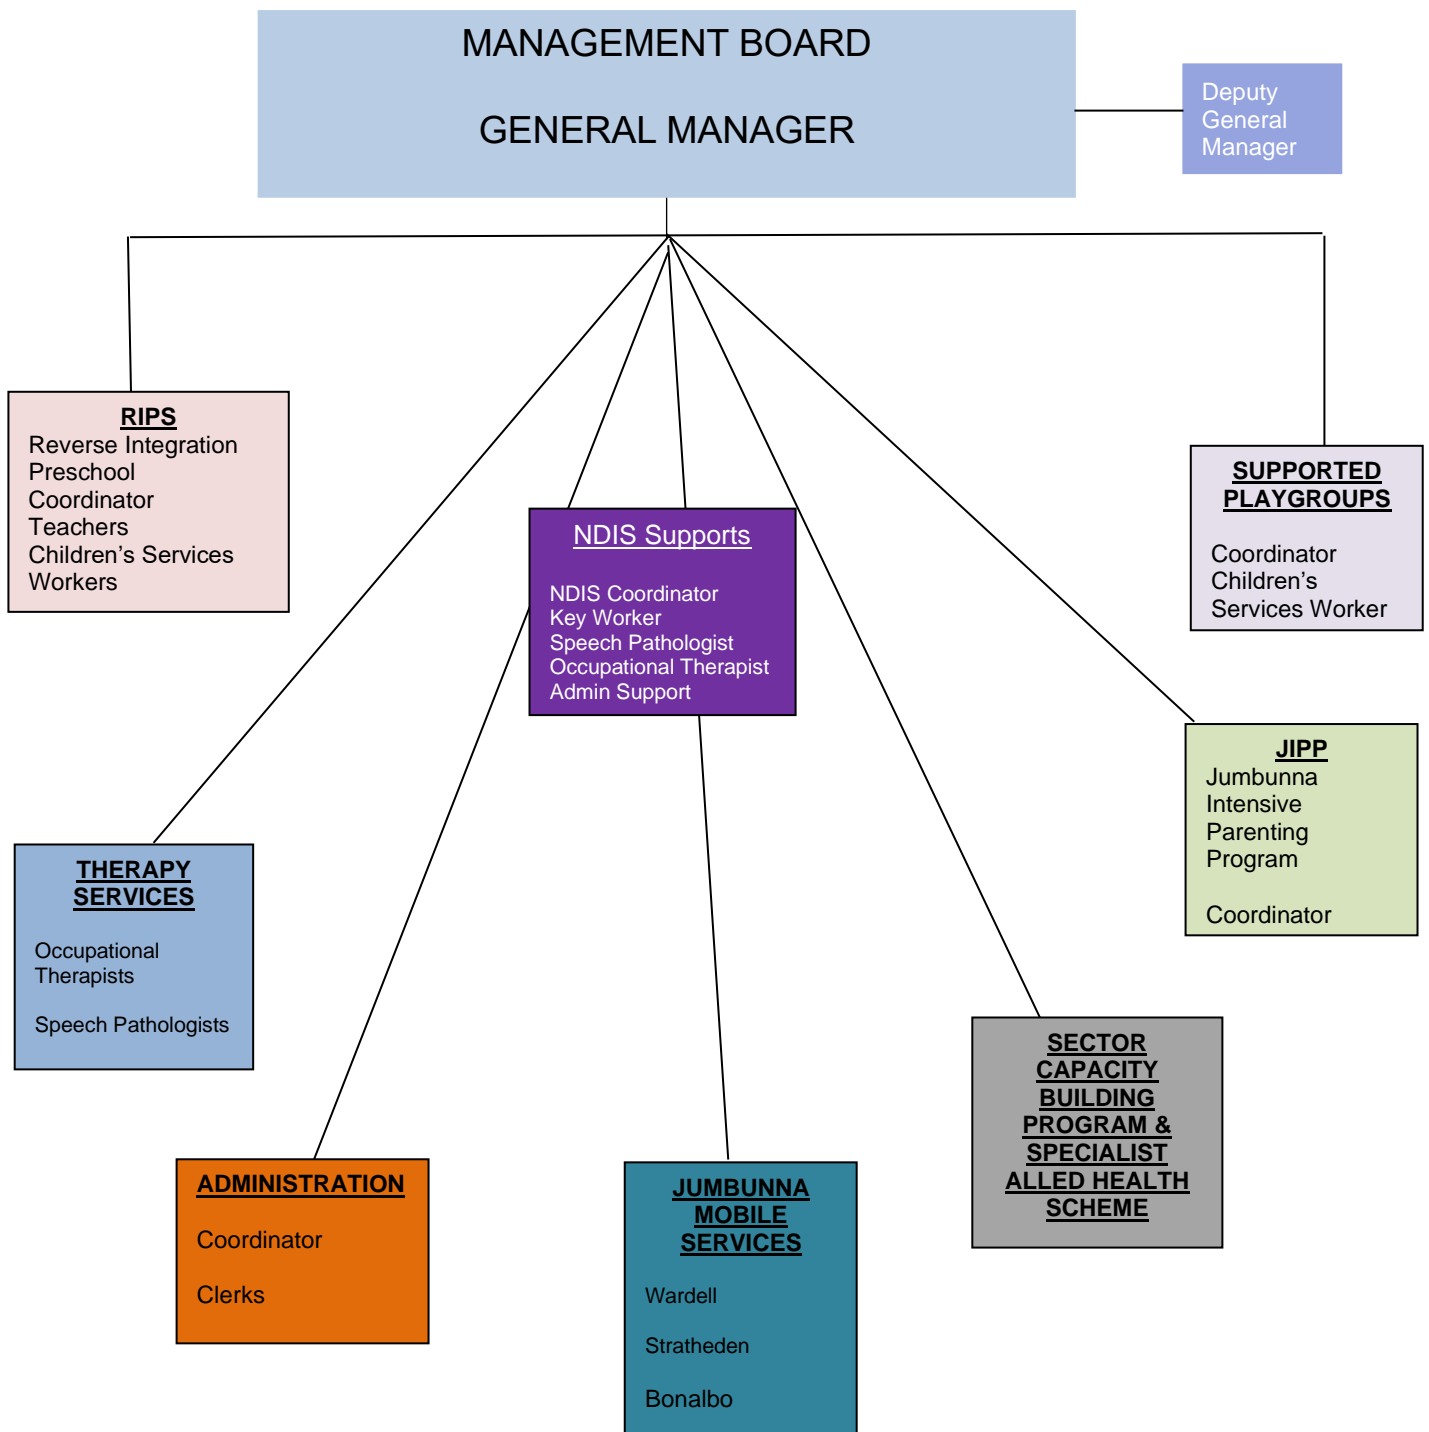 MANAGEMENT BOARD
GENERAL MANAGER
Deputy
General
Manager
RIPS
Reverse Integration
Preschool
Coordinator
Teachers
Children’s Services
Workers
NDIS Supports
NDIS Coordinator
Key Worker
Speech Pathologist
Occupational Therapist
Admin Support
SUPPORTED
PLAYGROUPS
Coordinator
Children’s
Services Worker
JIPP
Jumbunna
Intensive
Parenting
Program
Coordinator
THERAPY
SERVICES
Occupational
Therapists
Speech Pathologists
ADMINISTRATION
Coordinator
Clerks
JUMBUNNA
MOBILE
SERVICES
Wardell
Stratheden
Bonalbo
SECTOR
CAPACITY
BUILDING
PROGRAM &
SPECIALIST
ALLED HEALTH
SCHEME